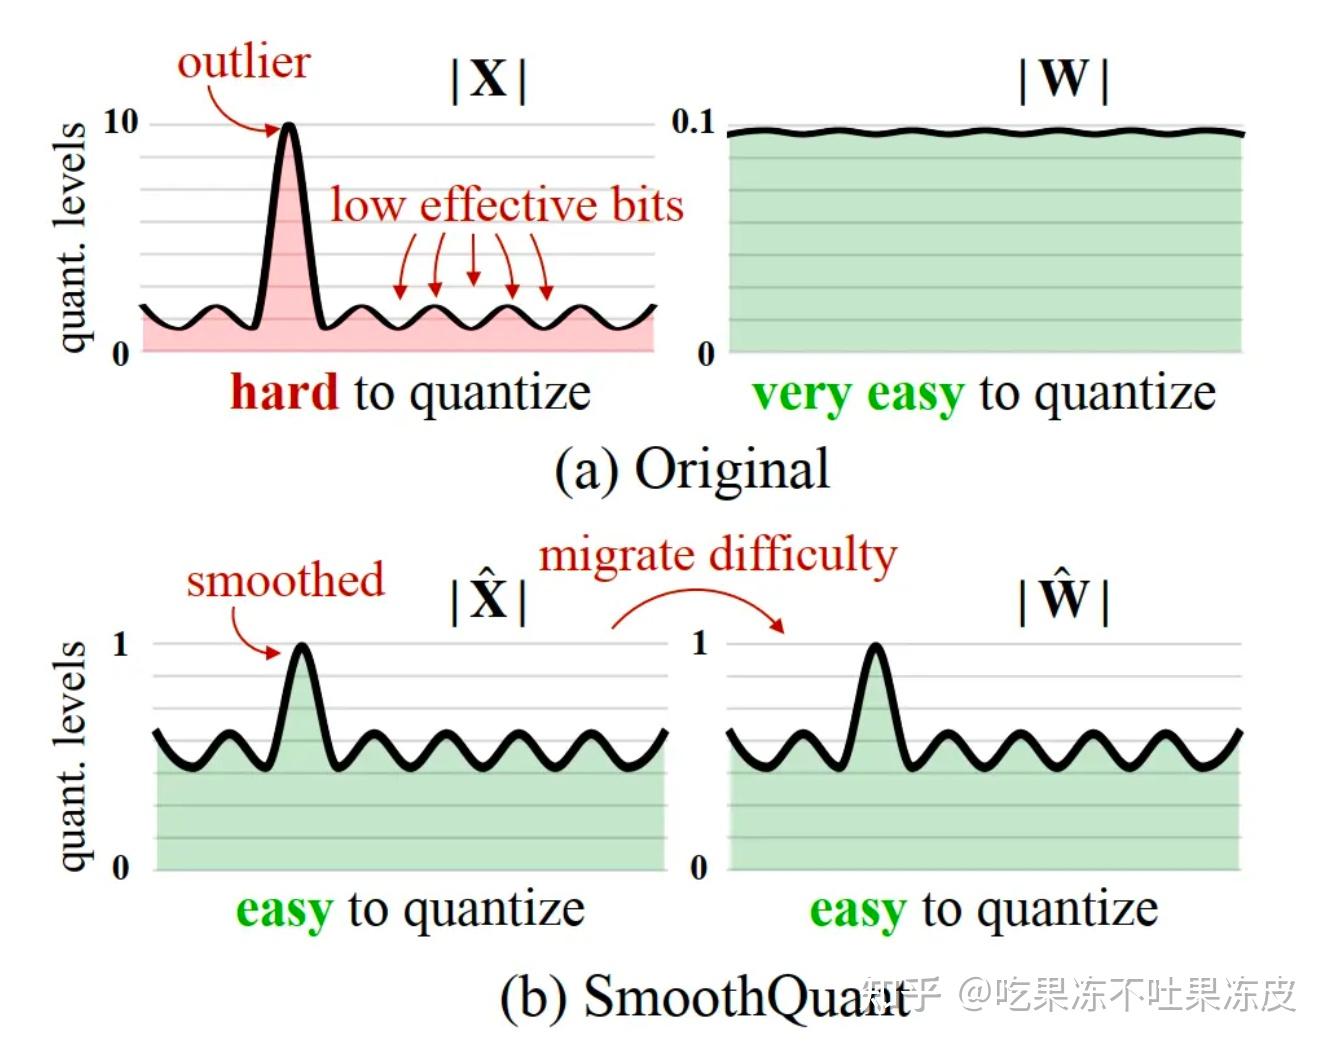 outlier
|X|
|W|
quant. levels
10
0
low effective bits
0.1
0
hard to quantize
very easy to quantize
(a) Original
migrate difficulty
smoothed
|X̂|
|Ŵ|
quant. levels
1
0
1
0
easy to quantize
easy to quantize
(b) SmoothQuant
知乎 @吃果冻不吐果冻皮